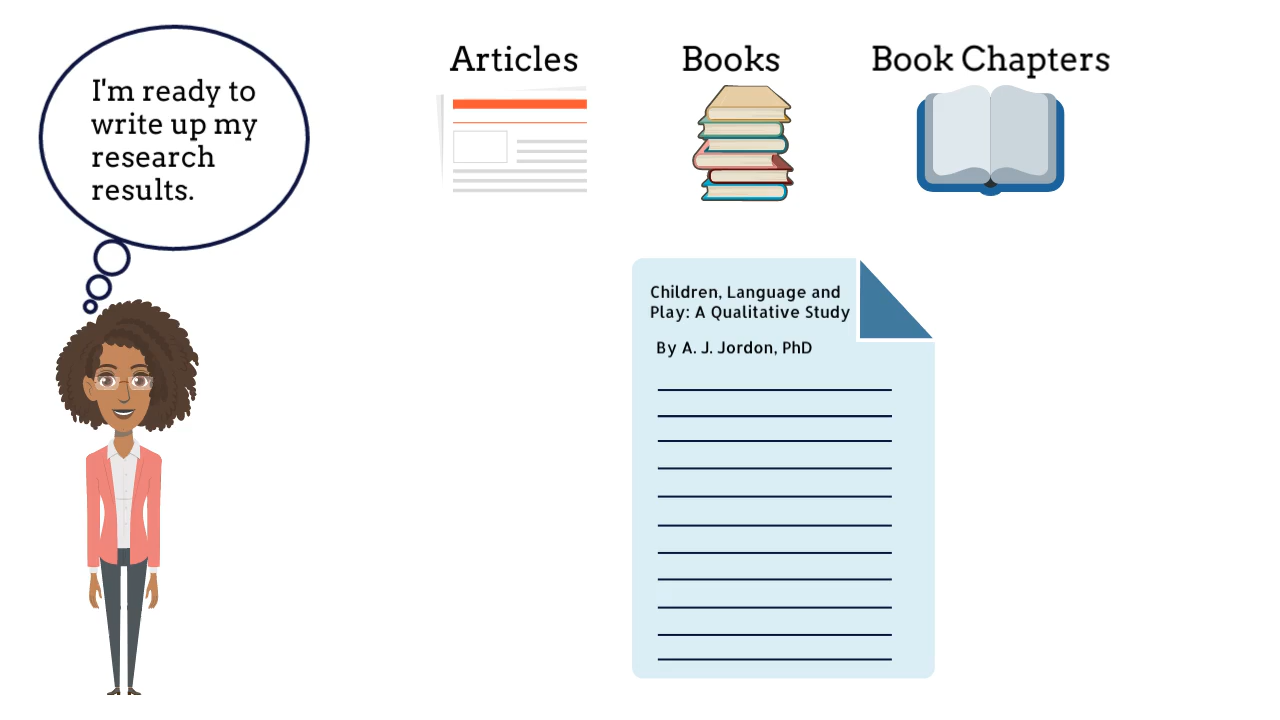 I'm ready to
write up my
research
results.
Articles
Books
Book Chapters
Children, Language and
Play: A Qualitative Study
By A. J. Jordon, PhD